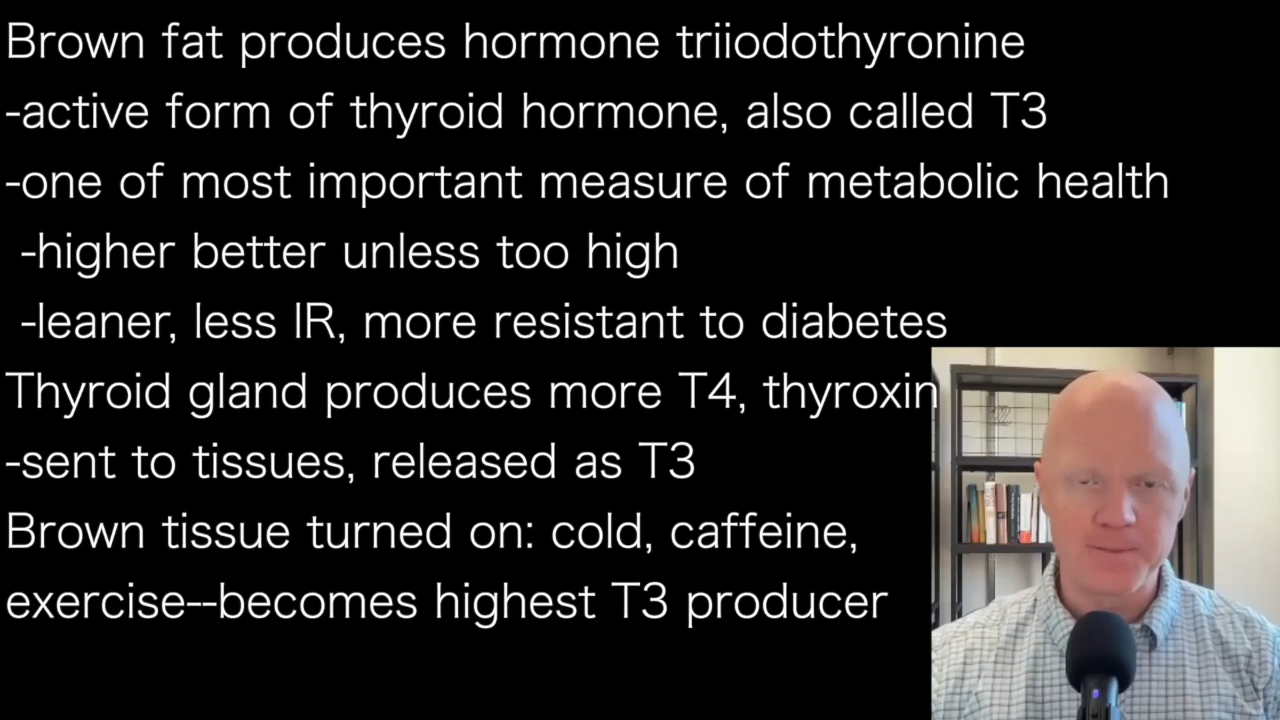 Brown fat produces hormone triiodothyronine
-active form of thyroid hormone, also called T3
-one of most important measure of metabolic health
-higher better unless too high
-leaner, less IR, more resistant to diabetes
Thyroid gland produces more T4, thyroxin
-sent to tissues, released as T3
Brown tissue turned on: cold, caffeine,
exercise--becomes highest T3 producer